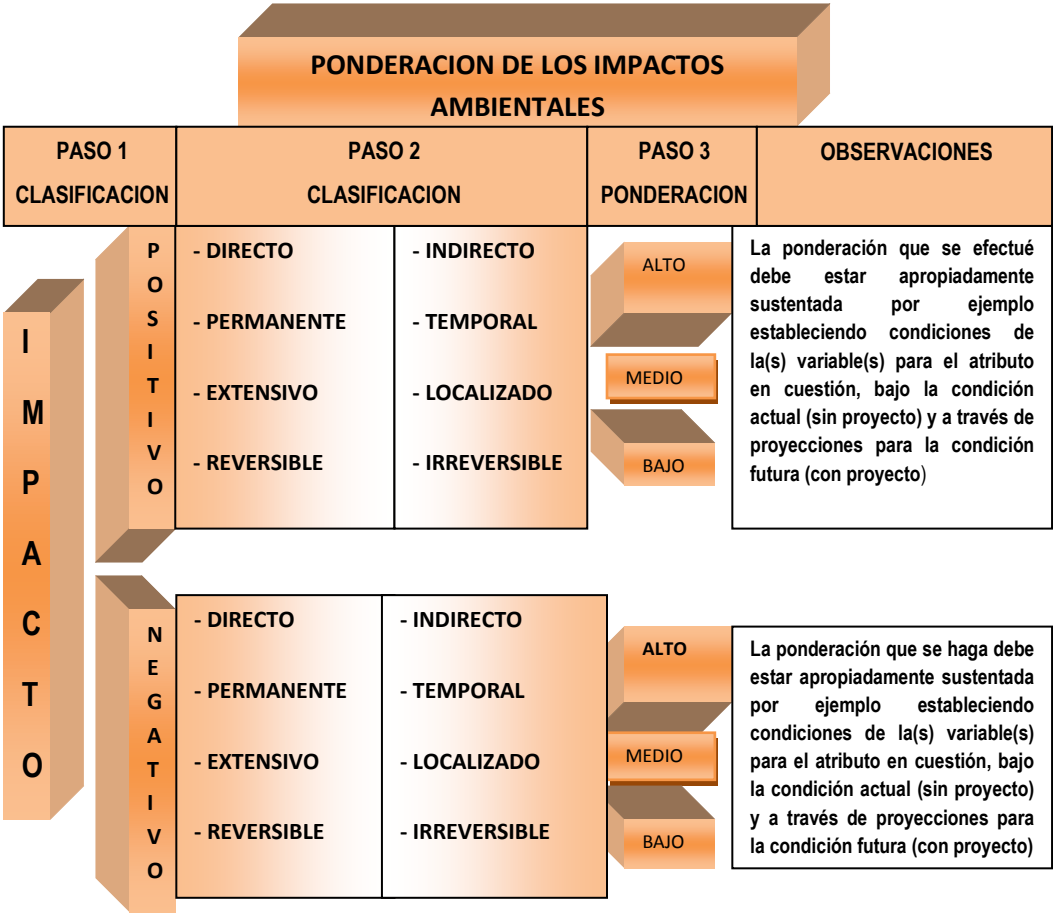 PONDERACION DE LOS IMPACTOS
AMBIENTALES
PASO 1
CLASIFICACION
PASO 2
CLASIFICACION
PASO 3
PONDERACION
OBSERVACIONES
IMPACTO
POSITIVO
- DIRECTO
- PERMANENTE
- EXTENSIVO
- REVERSIBLE
- INDIRECTO
- TEMPORAL
- LOCALIZADO
- IRREVERSIBLE
ALTO
MEDIO
BAJO
La ponderación que se efectué
debe estar apropiadamente
sustentada por ejemplo
estableciendo condiciones de
la(s) variable(s) para el atributo
en cuestión, bajo la condición
actual (sin proyecto) y a través de
proyecciones para la condición
futura (con proyecto)
NEGATIVO
- DIRECTO
- PERMANENTE
- EXTENSIVO
- REVERSIBLE
- INDIRECTO
- TEMPORAL
- LOCALIZADO
- IRREVERSIBLE
ALTO
MEDIO
BAJO
La ponderación que se haga debe
estar apropiadamente sustentada
por ejemplo estableciendo
condiciones de la(s) variable(s)
para el atributo en cuestión, bajo
la condición actual (sin proyecto)
y a través de proyecciones para
la condición futura (con proyecto)